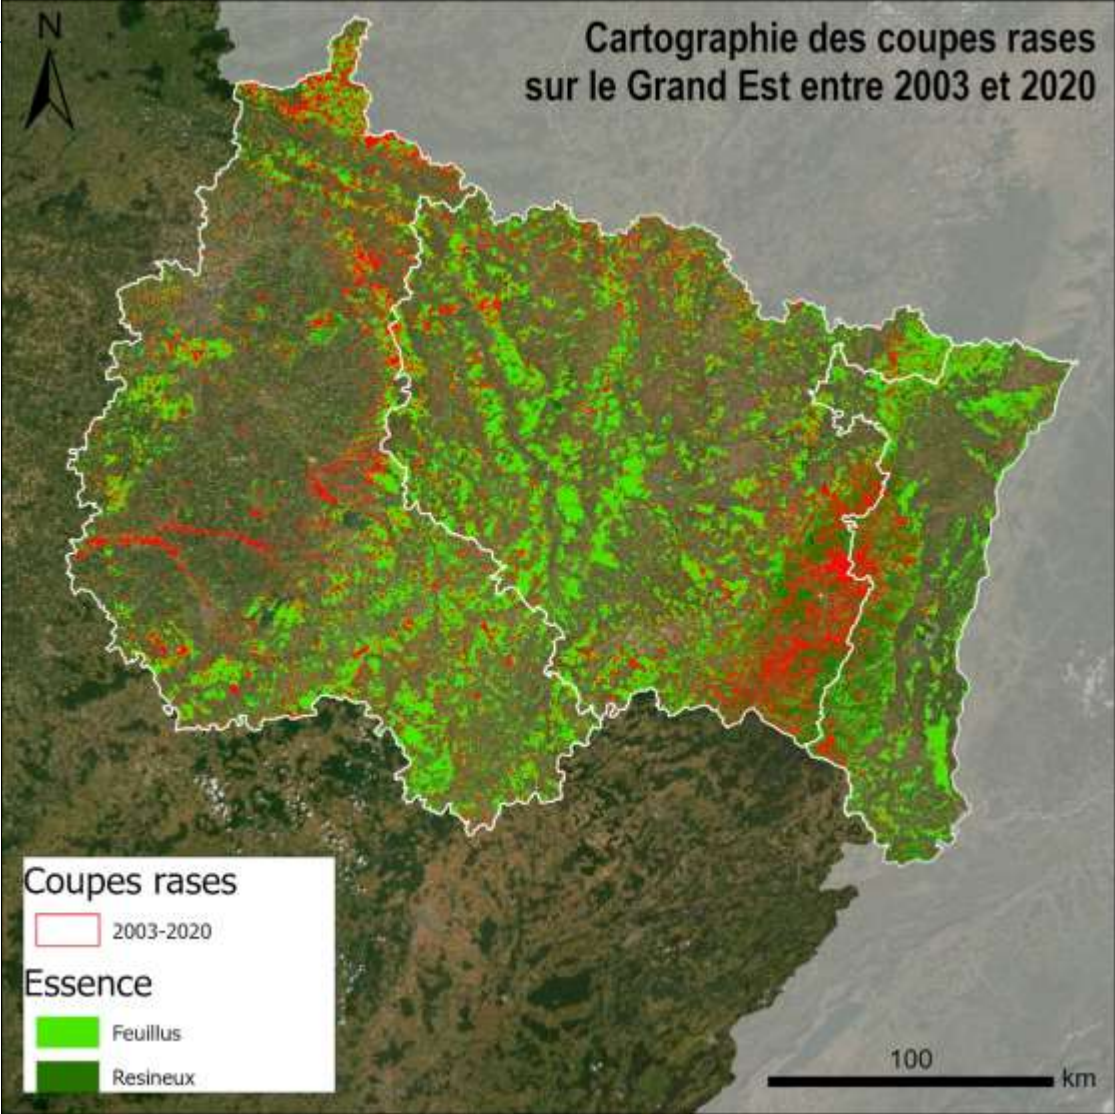 N
Cartographie des coupes rases
sur le Grand Est entre 2003 et 2020
Coupes rases
2003-2020
Essence
Feuillus
Resineux
100
km